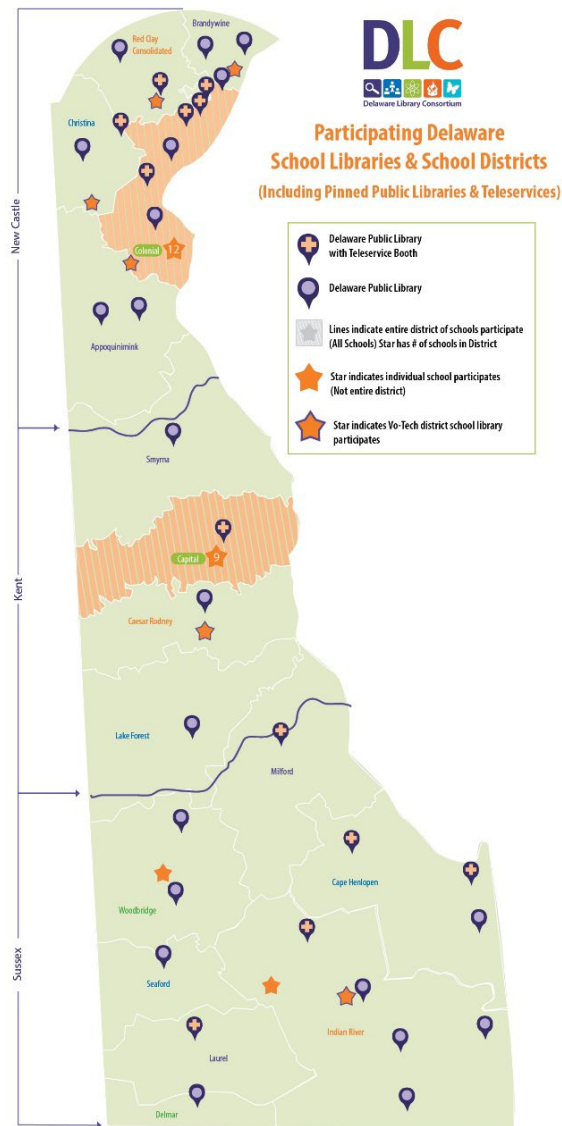 DLC
Delaware Library Consortium
Participating Delaware
School Libraries & School Districts
(Including Pinned Public Libraries & Teleservices)
Delaware Public Library
with Teleservice Booth
Delaware Public Library
Lines indicate entire district of schools participate
(All Schools) Star has # of schools in District
Star indicates individual school participates
(Not entire district)
Star indicates Vo-Tech district school library
participates
New Castle
Kent
Sussex
Brandywine
Red Clay
Consolidated
Christina
Colonial
12
Appoquinimink
Smyrna
Capital
9
Caesar Rodney
Lake Forest
Milford
Cape Henlopen
Woodbridge
Seaford
Indian River
Laurel
Delmar